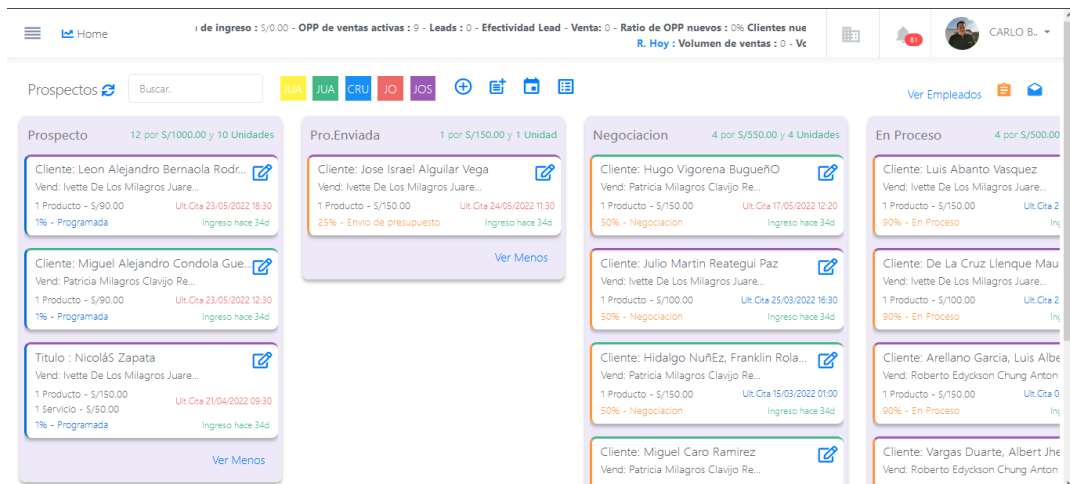 Home
de ingreso : S/0.00 - OPP de ventas activas : 9 - Leads : 0 - Efectividad Lead - Venta: 0 - Ratio de OPP nuevos : 0% Clientes nue
R. Hoy : Volumen de ventas : 0 - Vo
81
CARLO B..
Prospectos
Buscar..
JUA
JUA
CRU
JO
JOS
Ver Empleados
Prospecto
12 por S/1000.00 y 10 Unidades
Cliente: Leon Alejandro Bernaola Rodr...
Vend: Ivette De Los Milagros Juare...
1 Producto - S/90.00
Ult.Cita 23/05/2022 18:30
1% - Programada
Ingreso hace 34d
Cliente: Miguel Alejandro Condola Gue...
Vend: Patricia Milagros Clavijo Re...
1 Producto - S/90.00
Ult.Cita 23/05/2022 12:30
1% - Programada
Ingreso hace 34d
Titulo : NicoláS Zapata
Vend: Ivette De Los Milagros Juare...
1 Producto - S/150.00
1 Servicio - S/50.00
Ult.Cita 21/04/2022 09:30
1% - Programada
Ingreso hace 34d
Ver Menos
Pro.Enviada
1 por S/150.00 y 1 Unidad
Cliente: Jose Israel Alguilar Vega
Vend: Ivette De Los Milagros Juare...
1 Producto - S/150.00
Ult.Cita 24/05/2022 11:30
25% - Envio de presupuesto
Ingreso hace 34d
Ver Menos
Negociacion
4 por S/550.00 y 4 Unidades
Cliente: Hugo Vigorena BugueñO
Vend: Patricia Milagros Clavijo Re...
1 Producto - S/150.00
Ult.Cita 17/05/2022 12:20
50% - Negociacion
Ingreso hace 34d
Cliente: Julio Martin Reategui Paz
Vend: Ivette De Los Milagros Juare...
1 Producto - S/100.00
Ult.Cita 25/03/2022 16:30
50% - Negociacion
Ingreso hace 34d
Cliente: Hidalgo NuñEz, Franklin Rola...
Vend: Patricia Milagros Clavijo Re...
1 Producto - S/150.00
Ult.Cita 15/03/2022 01:00
50% - Negociacion
Ingreso hace 34d
Cliente: Miguel Caro Ramirez
Vend: Patricia Milagros Clavijo Re...
En Proceso
4 por S/500.00
Cliente: Luis Abanto Vasquez
Vend: Ivette De Los Milagros Juare...
1 Producto - S/150.00
Ult.Cita 2
90% - En Proceso
Ing
Cliente: De La Cruz Llenque Mau
Vend: Ivette De Los Milagros Juare...
1 Producto - S/100.00
Ult.Cita 2
90% - En Proceso
Ing
Cliente: Arellano Garcia, Luis Albe
Vend: Roberto Edyckson Chung Anton
1 Producto - S/150.00
Ult.Cita 0
90% - En Proceso
Ing
Cliente: Vargas Duarte, Albert Jhe
Vend: Roberto Edyckson Chung Anton